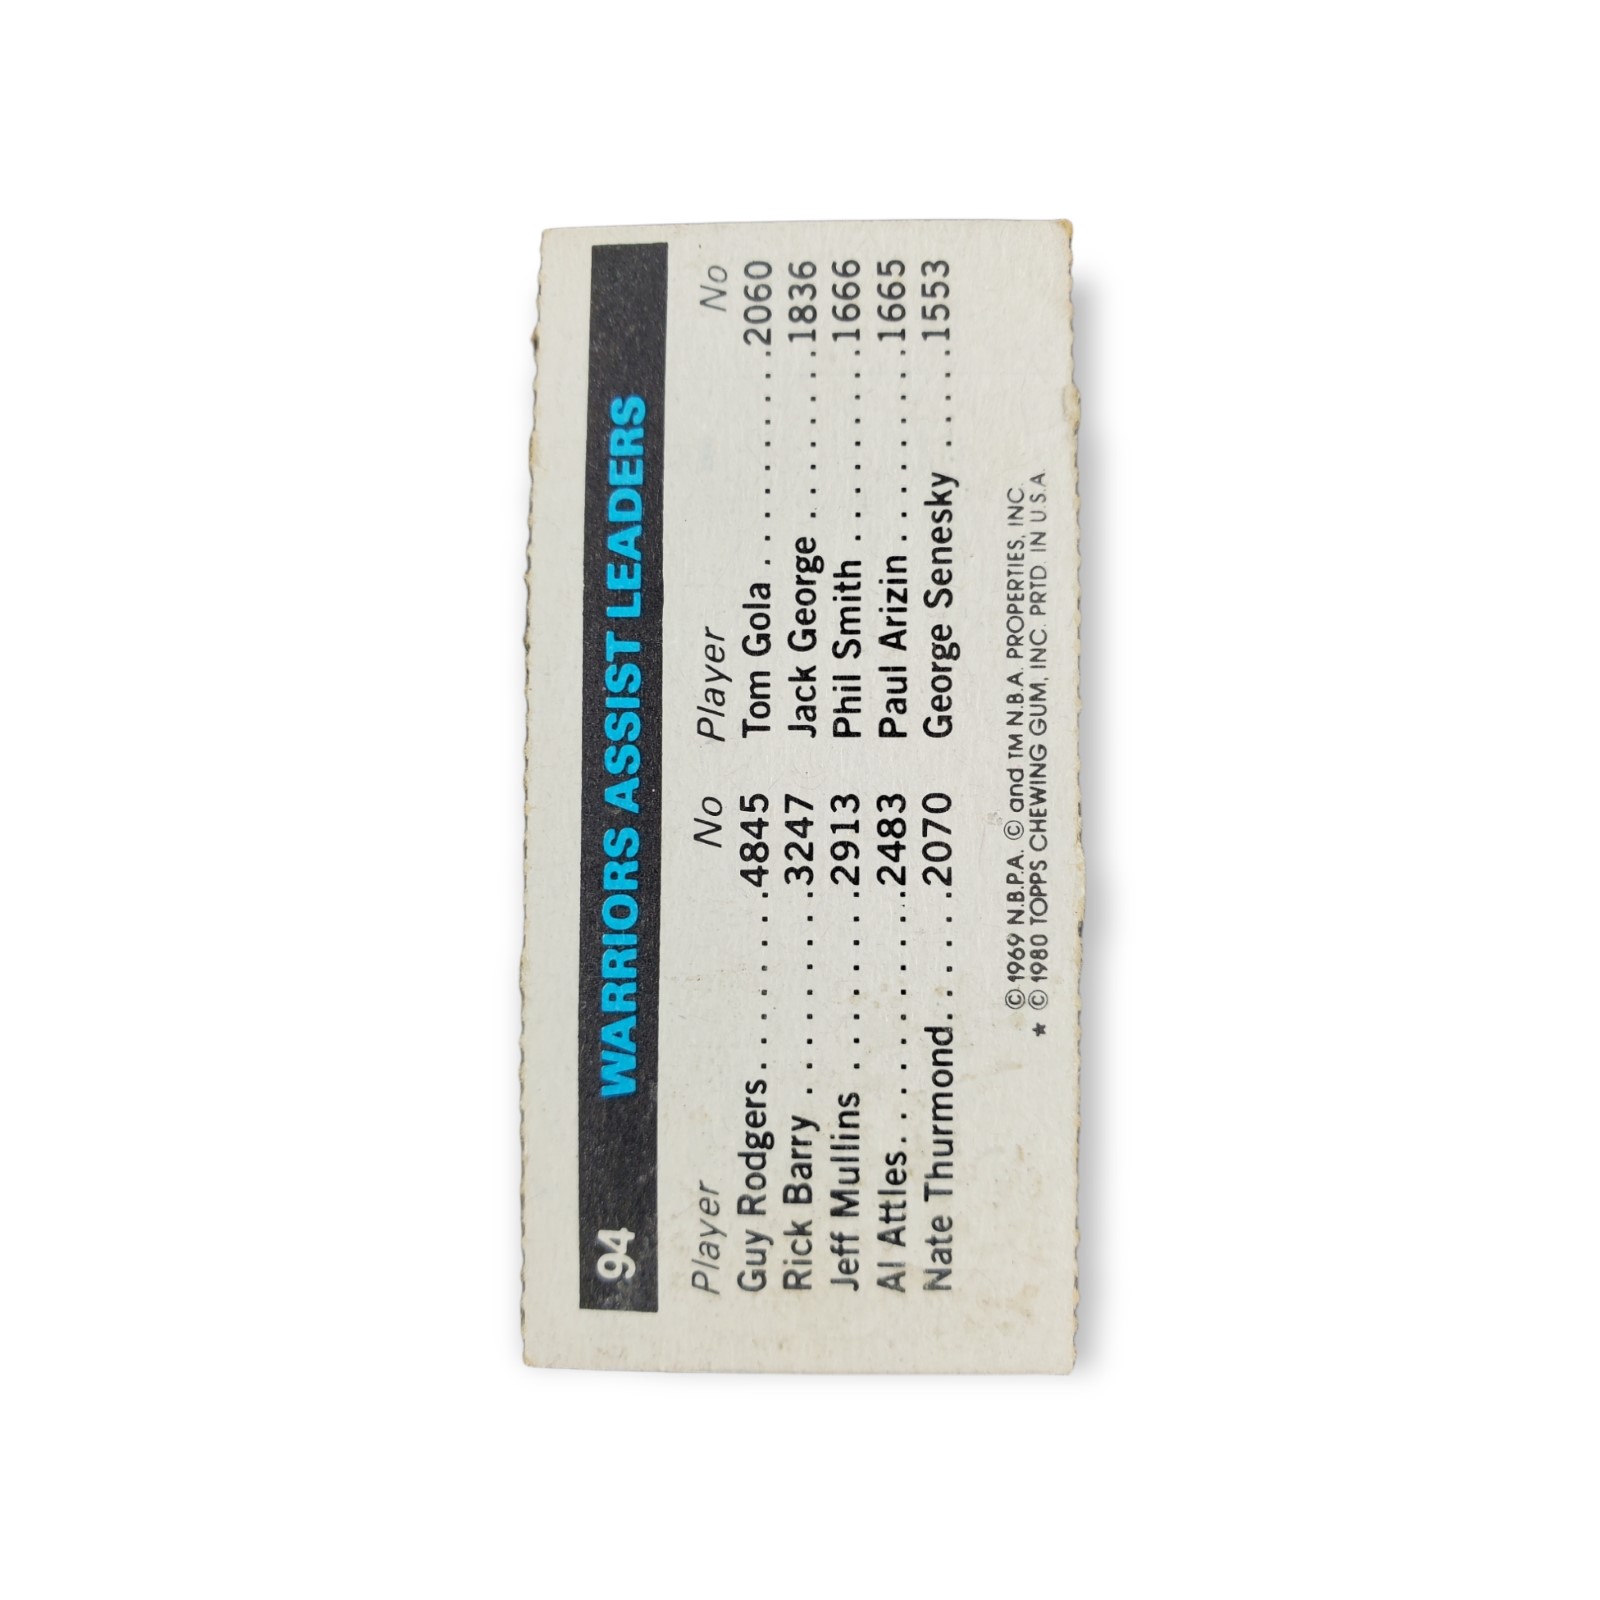 94 WARRIORS ASSIST LEADERS
Player No Player No
Guy Rodgers........4845 Tom Gola.........2060
Rick Barry.........3247 Jack George.......1836
Jeff Mullins........2913 Phil Smith........1666
Al Attles..........2483 Paul Arizin........1665
Nate Thurmond.....2070 George Senesky.....1553
© 1969 N.B.P.A. © and TM N.B.A. PROPERTIES, INC.
★ © 1980 TOPPS CHEWING GUM, INC. PRTD. IN U.S.A.